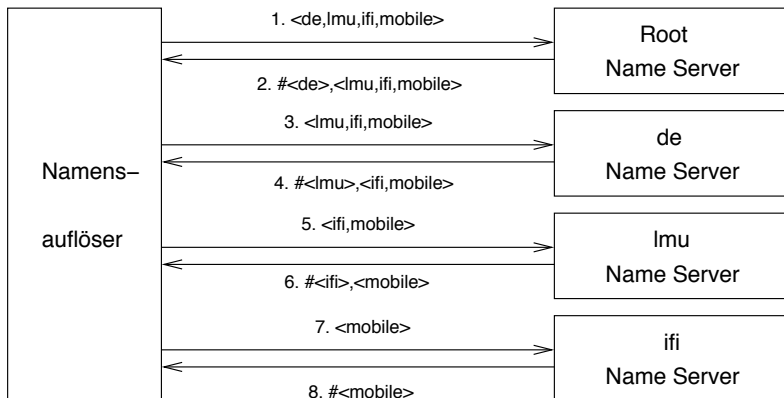 1. <de,lmu,ifi,mobile>
Root
Name Server
2. #<de>,<lmu,ifi,mobile>
3. <lmu,ifi,mobile>
de
Name Server
Namens–
4. #<lmu>,<ifi,mobile>
5. <ifi,mobile>
auflöser
lmu
Name Server
6. #<ifi>,<mobile>
7. <mobile>
ifi
Name Server
8. #<mobile>